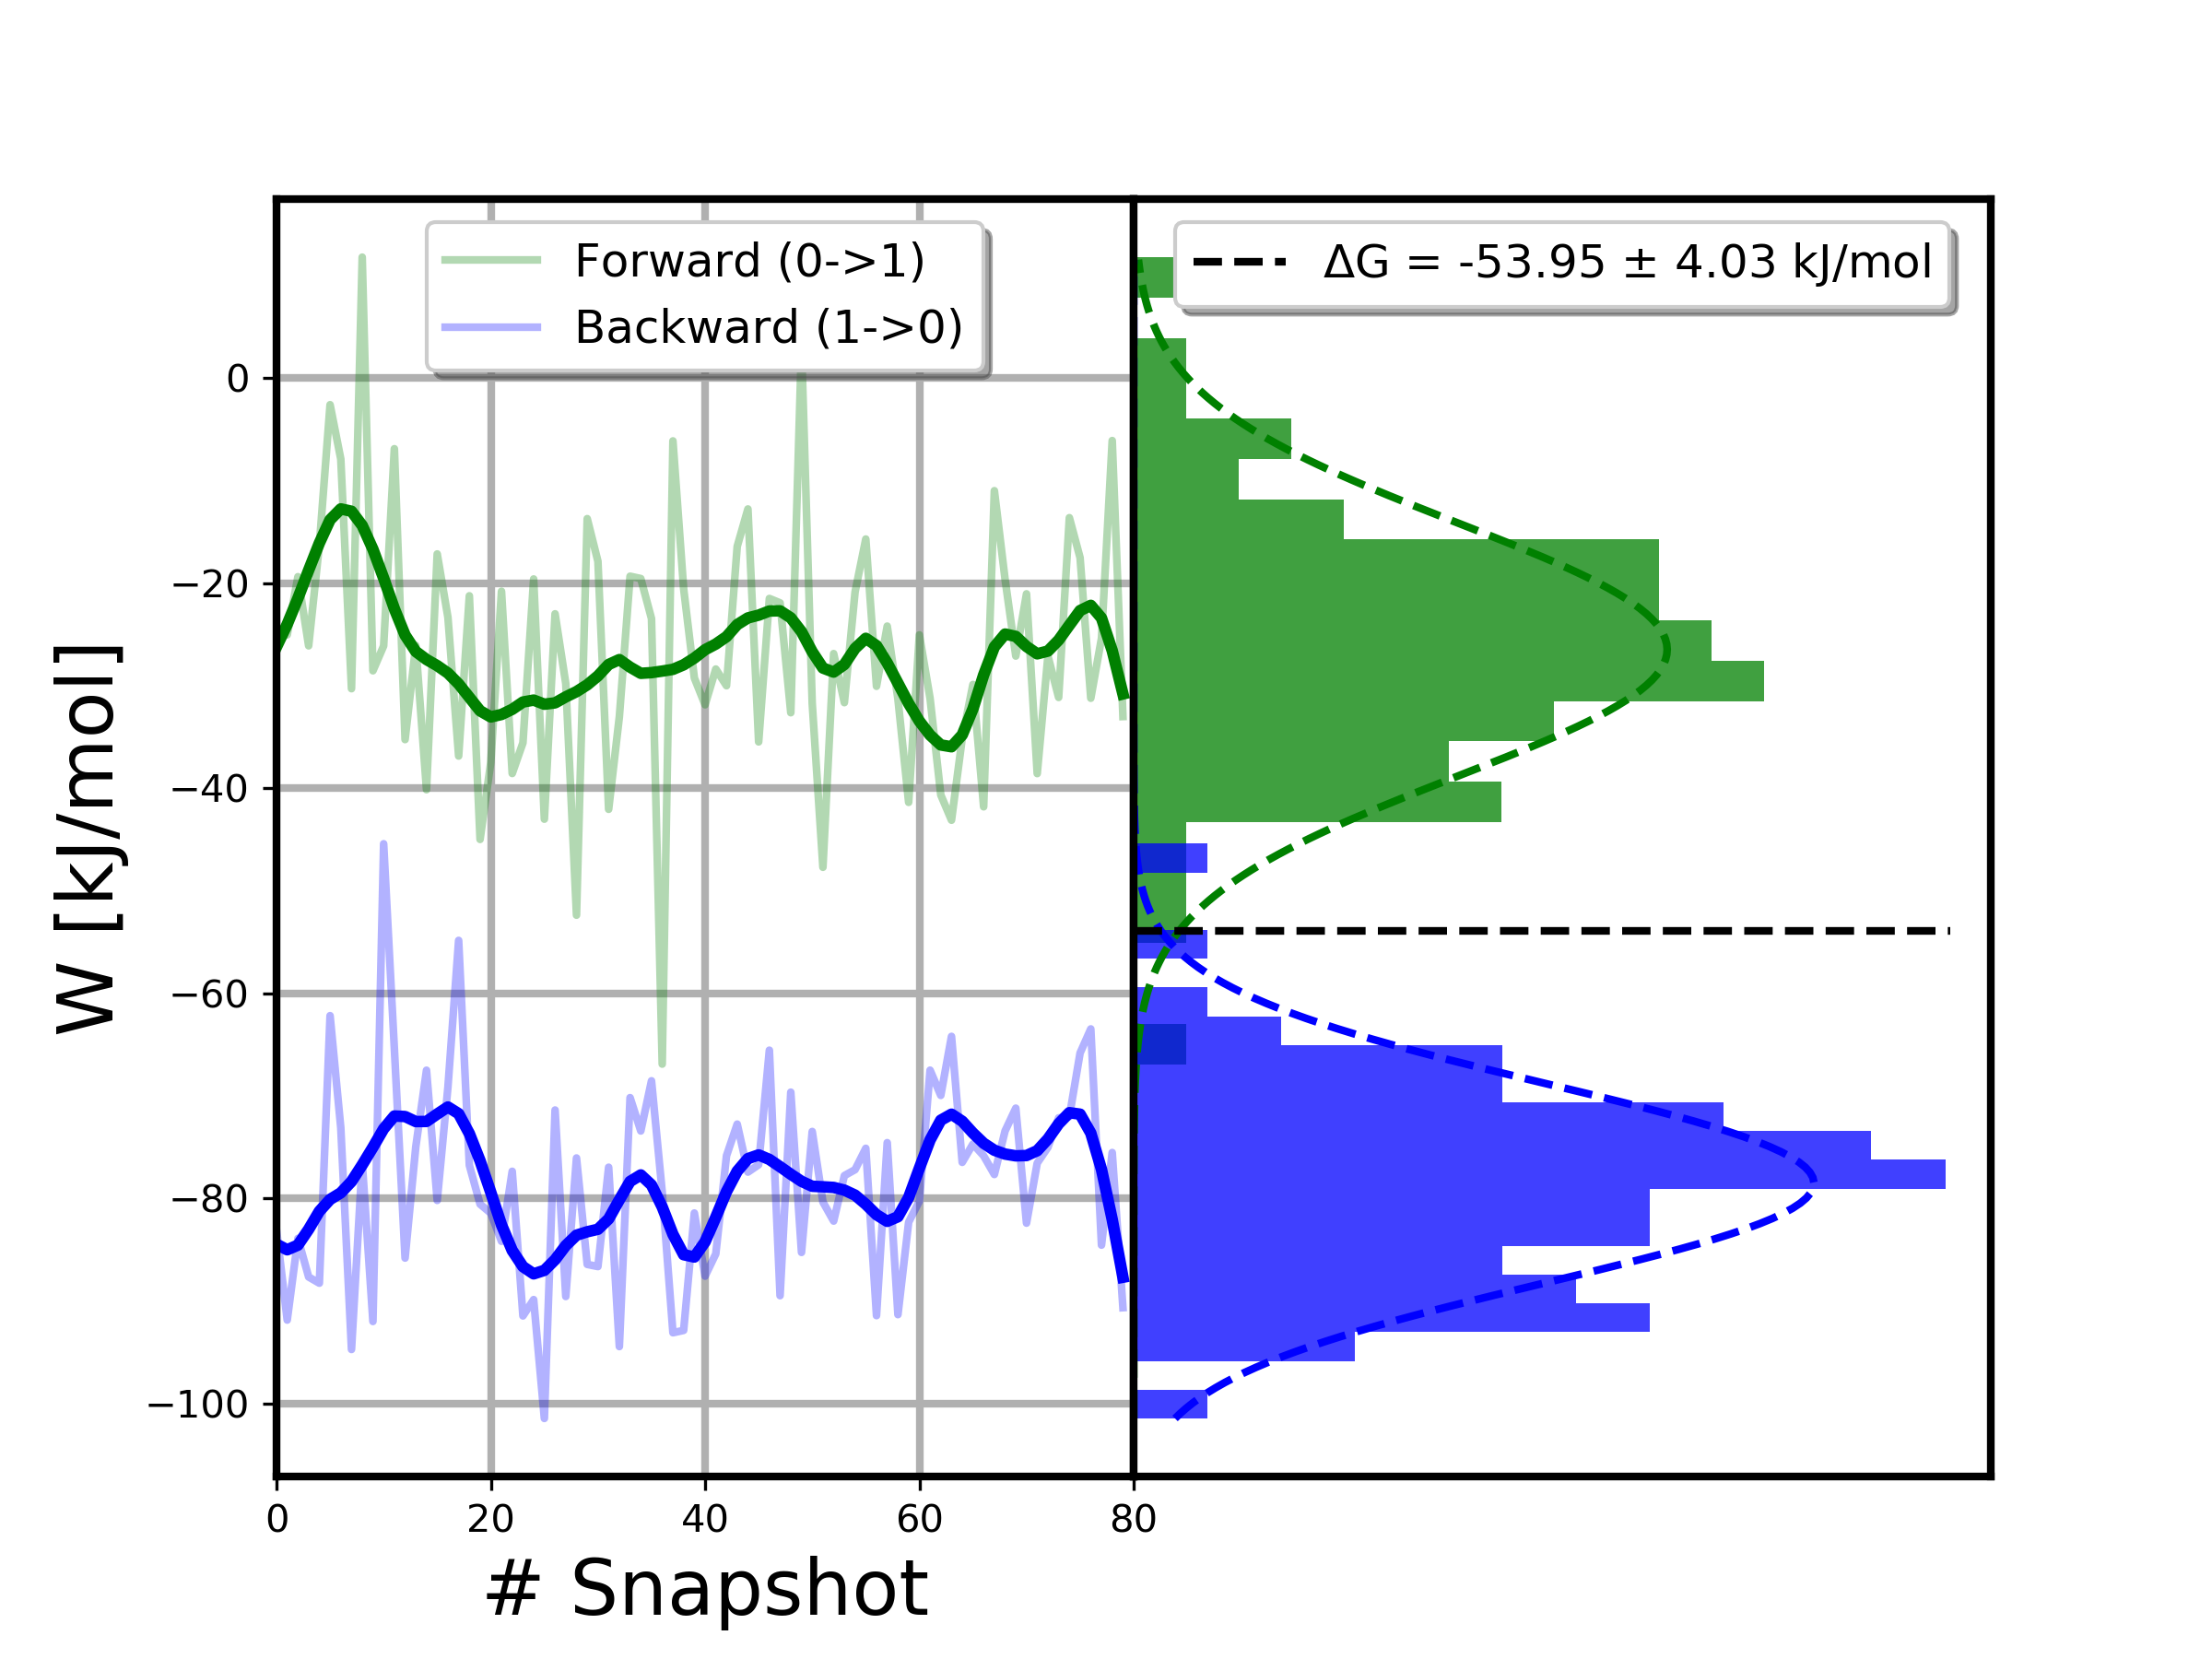 Forward (0->1)
Backward (1->0)
ΔG = -53.95 ± 4.03 kJ/mol
W [kJ/mol]
0
−20
−40
−60
−80
−100
0 20 40 60 80
# Snapshot